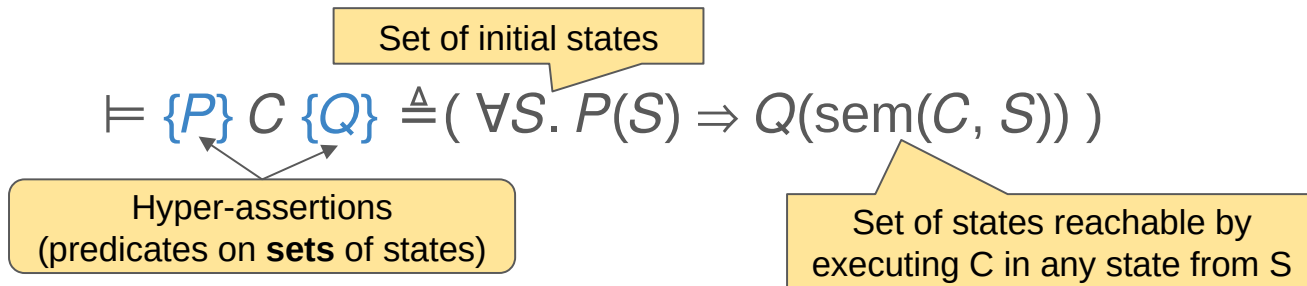 Set of initial states
⊨ {P} C {Q} ≜ ( ∀S. P(S) ⇒ Q(sem(C, S)) )
Hyper-assertions
(predicates on sets of states)
Set of states reachable by
executing C in any state from S